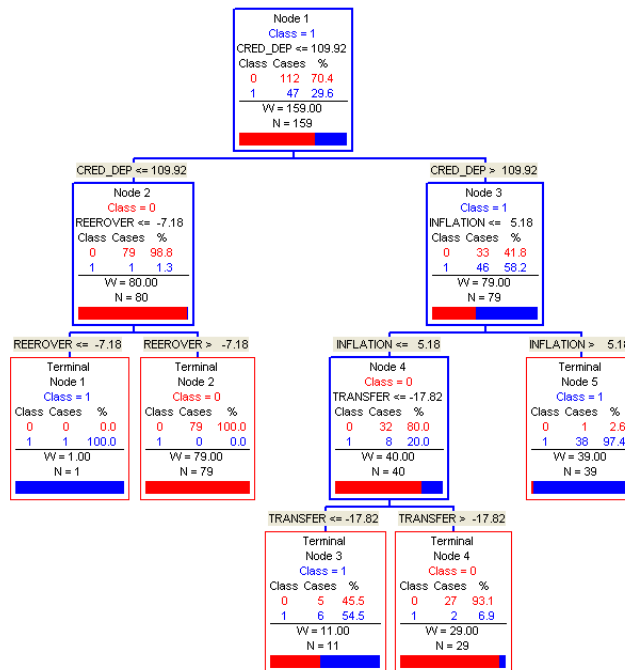 Node 1
Class = 1
CRED_DEP <= 109.92
Class Cases %
0 112 70.4
1 47 29.6
W = 159.00
N = 159
CRED_DEP <= 109.92
CRED_DEP > 109.92
Node 2
Class = 0
REEROVER <= -7.18
Class Cases %
0 79 98.8
1 1 1.3
W = 80.00
N = 80
Node 3
Class = 1
INFLATION <= 5.18
Class Cases %
0 33 41.8
1 46 58.2
W = 79.00
N = 79
REEROVER <= -7.18
REEROVER > -7.18
INFLATION <= 5.18
INFLATION > 5.18
Terminal
Node 1
Class = 1
Class Cases %
0 0 0.0
1 1 100.0
W = 1.00
N = 1
Terminal
Node 2
Class = 0
Class Cases %
0 79 100.0
1 0 0.0
W = 79.00
N = 79
Node 4
Class = 0
TRANSFER <= -17.82
Class Cases %
0 32 80.0
1 8 20.0
W = 40.00
N = 40
Terminal
Node 5
Class = 1
Class Cases %
0 1 2.6
1 38 97.4
W = 39.00
N = 39
TRANSFER <= -17.82
TRANSFER > -17.82
Terminal
Node 3
Class = 1
Class Cases %
0 5 45.5
1 6 54.5
W = 11.00
N = 11
Terminal
Node 4
Class = 0
Class Cases %
0 27 93.1
1 2 6.9
W = 29.00
N = 29